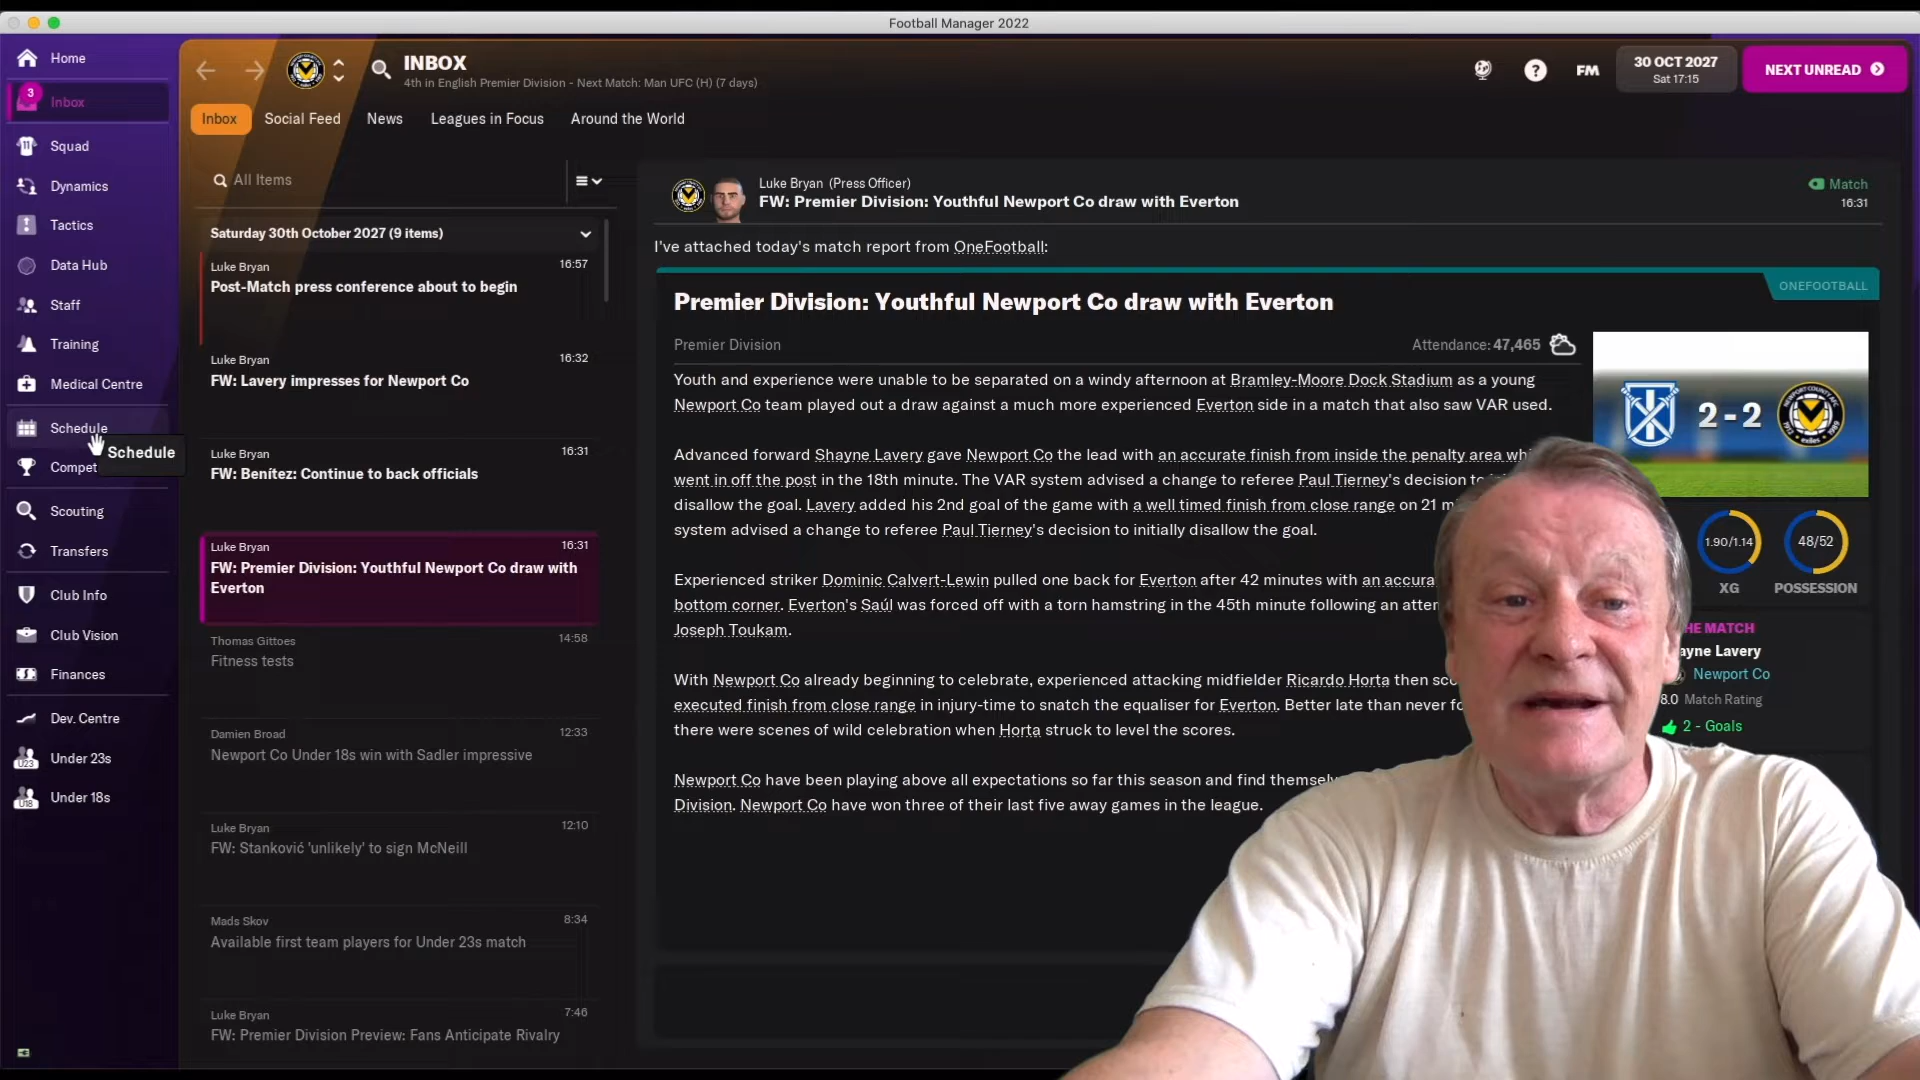 Football Manager 2022
Home
3
Inbox
Squad
Dynamics
Tactics
Data Hub
Staff
Training
Medical Centre
Schedule
Schedule
Compet
Scouting
Transfers
Club Info
Club Vision
Finances
Dev. Centre
U23
Under 23s
U18
Under 18s
INBOX
4th in English Premier Division - Next Match: Man UFC (H) (7 days)
?
FM
30 OCT 2027
Sat 17:15
NEXT UNREAD
Inbox
Social Feed
News
Leagues in Focus
Around the World
All Items
Saturday 30th October 2027 (9 items)
Luke Bryan 16:57
Post-Match press conference about to begin
Luke Bryan 16:32
FW: Lavery impresses for Newport Co
Luke Bryan 16:31
FW: Benítez: Continue to back officials
Luke Bryan 16:31
FW: Premier Division: Youthful Newport Co draw with
Everton
Thomas Gittoes 14:58
Fitness tests
Damien Broad 12:33
Newport Co Under 18s win with Sadler impressive
Luke Bryan 12:10
FW: Stanković 'unlikely' to sign McNeill
Mads Skov 8:34
Available first team players for Under 23s match
Luke Bryan 7:46
FW: Premier Division Preview: Fans Anticipate Rivalry
Luke Bryan (Press Officer)
FW: Premier Division: Youthful Newport Co draw with Everton
Match
16:31
I've attached today's match report from OneFootball:
ONEFOOTBALL
Premier Division: Youthful Newport Co draw with Everton
Premier Division
Attendance: 47,465
Youth and experience were unable to be separated on a windy afternoon at Bramley-Moore Dock Stadium as a young
Newport Co team played out a draw against a much more experienced Everton side in a match that also saw VAR used.
Advanced forward Shayne Lavery gave Newport Co the lead with an accurate finish from inside the penalty area wh
went in off the post in the 18th minute. The VAR system advised a change to referee Paul Tierney's decision to
disallow the goal. Lavery added his 2nd goal of the game with a well timed finish from close range on 21 m
system advised a change to referee Paul Tierney's decision to initially disallow the goal.
Experienced striker Dominic Calvert-Lewin pulled one back for Everton after 42 minutes with an accura
bottom corner. Everton's Saúl was forced off with a torn hamstring in the 45th minute following an atte
Joseph Toukam.
With Newport Co already beginning to celebrate, experienced attacking midfielder Ricardo Horta then sc
executed finish from close range in injury-time to snatch the equaliser for Everton. Better late than never fo
there were scenes of wild celebration when Horta struck to level the scores.
Newport Co have been playing above all expectations so far this season and find themsel
Division. Newport Co have won three of their last five away games in the league.
2 - 2
1.90/1.14
XG
48/52
POSSESSION
HE MATCH
ayne Lavery
Newport Co
8.0 Match Rating
2 - Goals